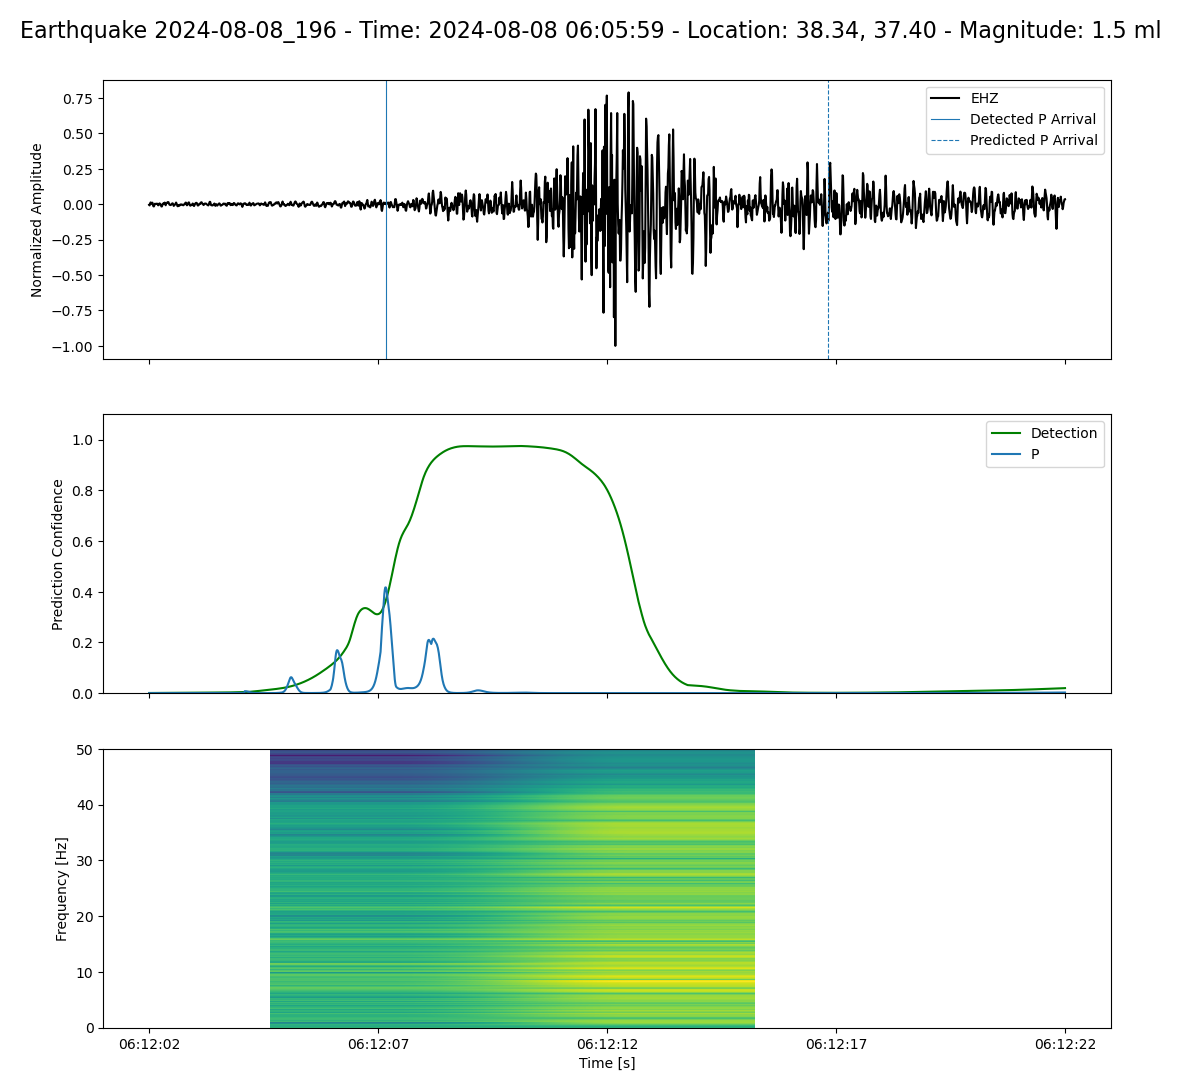 Earthquake 2024-08-08_196 - Time: 2024-08-08 06:05:59 - Location: 38.34, 37.40 - Magnitude: 1.5 ml
EHZ
Detected P Arrival
Predicted P Arrival
Normalized Amplitude
0.75
0.50
0.25
0.00
−0.25
−0.50
−0.75
−1.00
Detection
P
Prediction Confidence
1.0
0.8
0.6
0.4
0.2
0.0
Frequency [Hz]
50
40
30
20
10
0
06:12:02
06:12:07
06:12:12
06:12:17
06:12:22
Time [s]